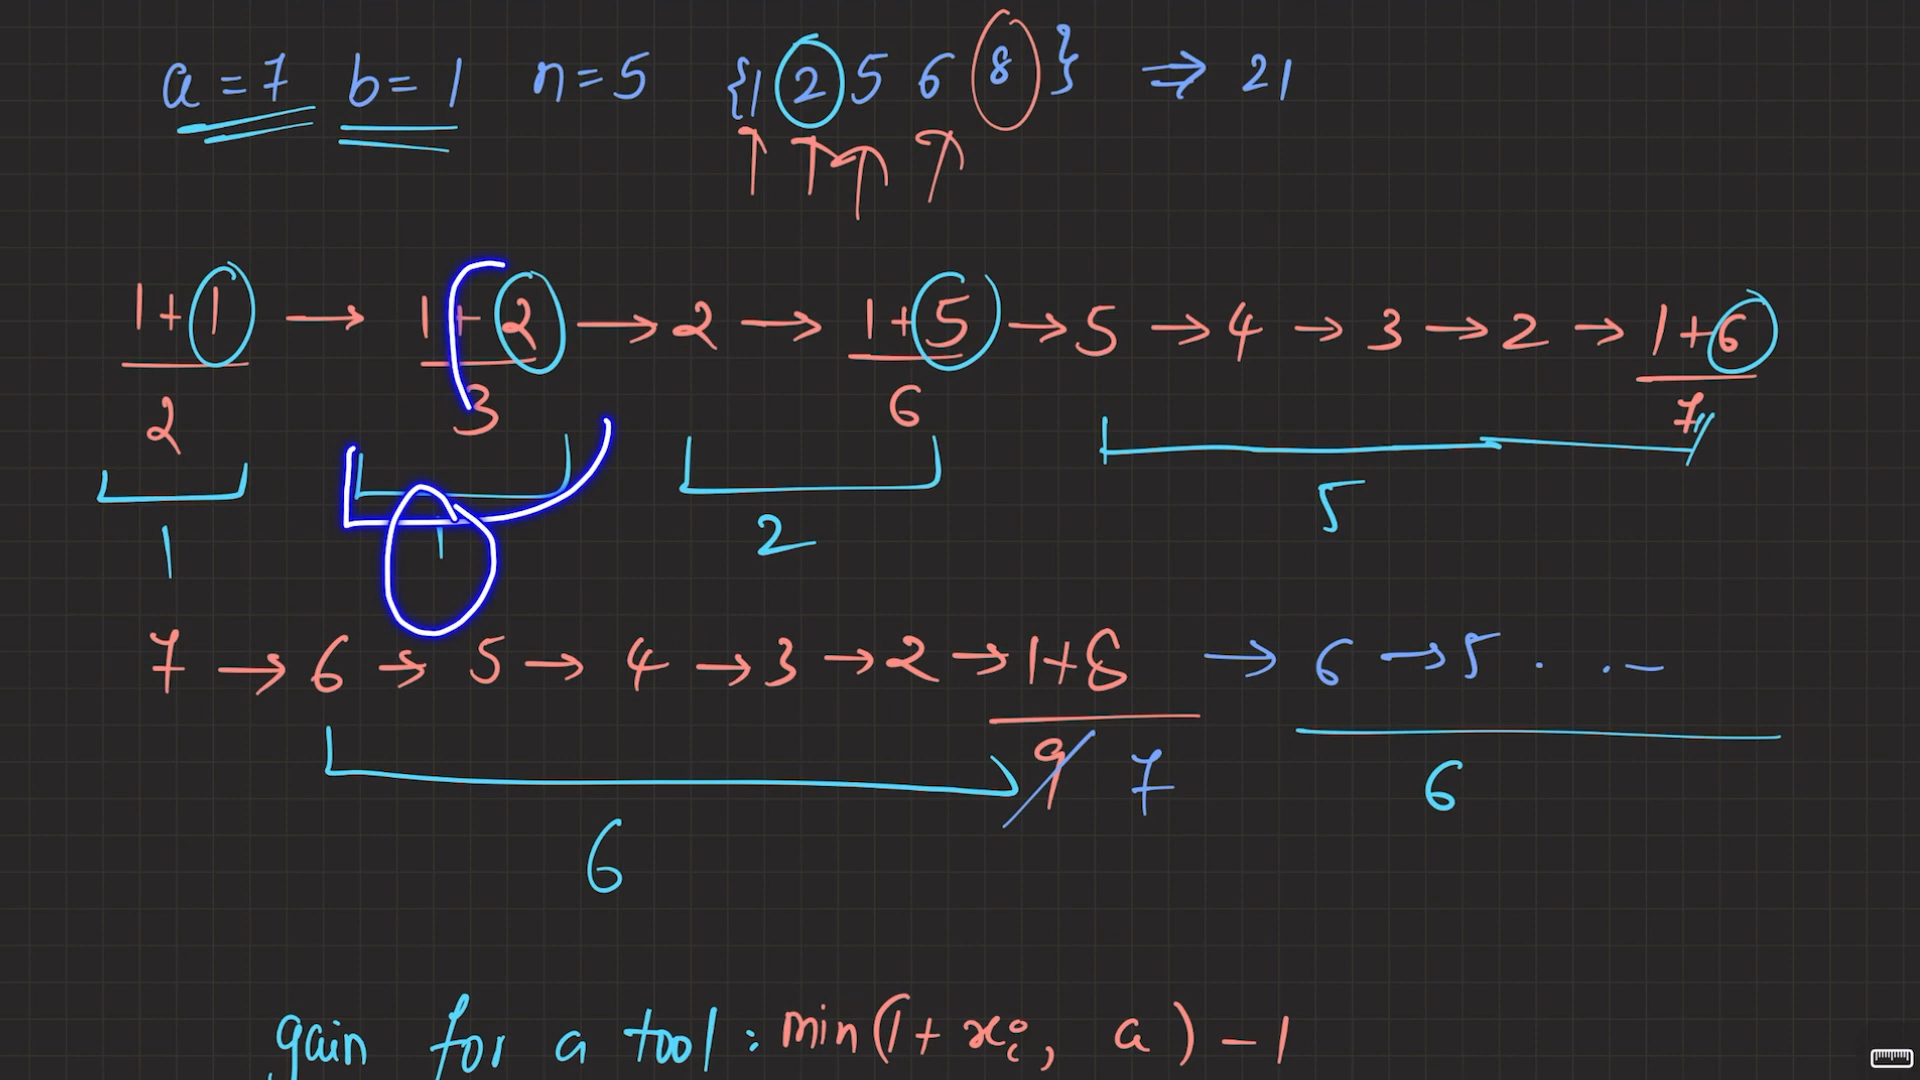 a = 7 b = 1 n = 5 {1 2 5 6 8} ⇒ 21
1+1 → 1+2 → 2 → 1+5 → 5 → 4 → 3 → 2 → 1+6
2 3 6 7
1 1 2 5
7 → 6 → 5 → 4 → 3 → 2 → 1+8 → 6 → 5 . . . –
9 7 6
6
gain for a tool : min(1 + xi, a) – 1